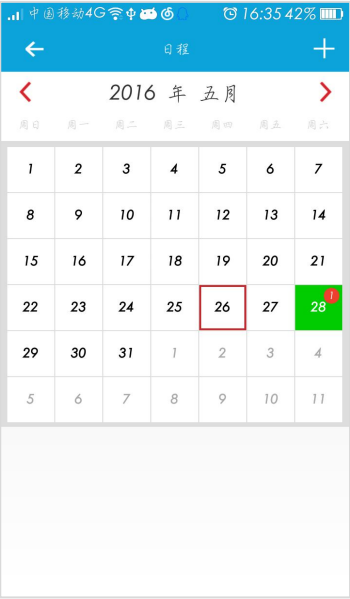 中国移动4G 16:35 42%
日程
2016 年 五月
周日 周一 周二 周三 周四 周五 周六
1 2 3 4 5 6 7
8 9 10 11 12 13 14
15 16 17 18 19 20 21
1
22 23 24 25 26 27 28
29 30 31 1 2 3 4
5 6 7 8 9 10 11